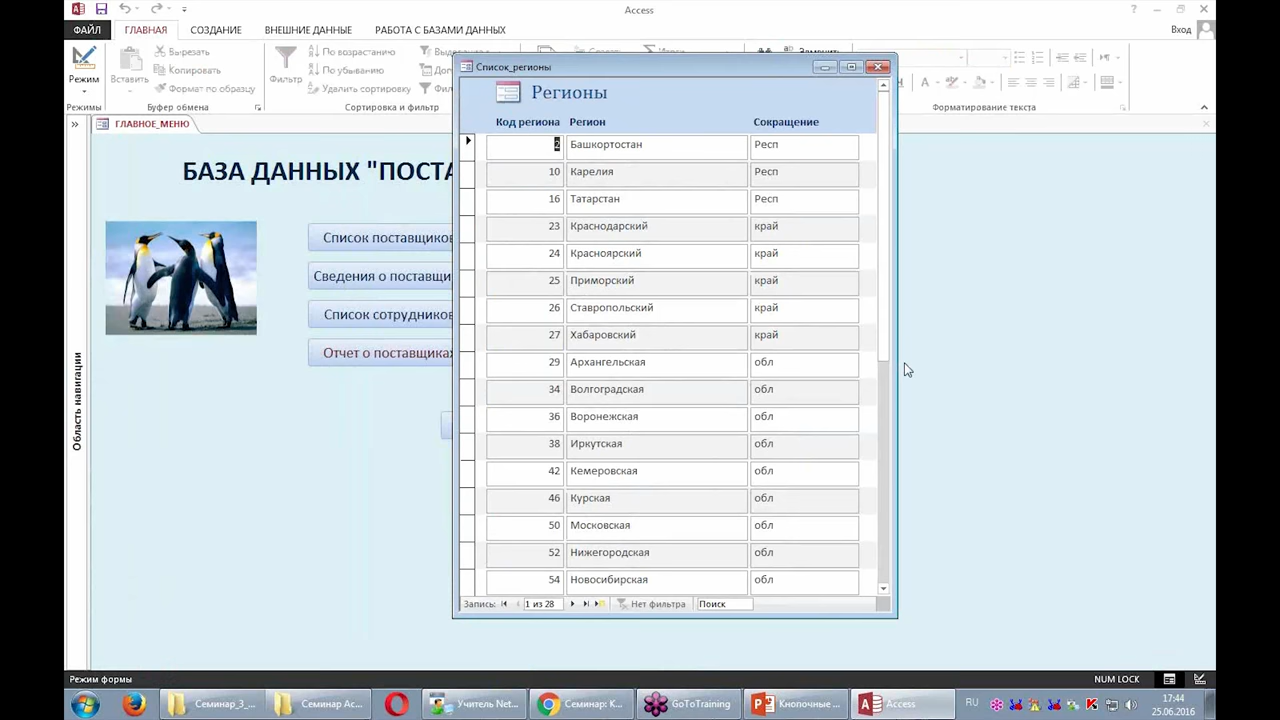 Access
Вход
ФАЙЛ
ГЛАВНАЯ
СОЗДАНИЕ
ВНЕШНИЕ ДАННЫЕ
РАБОТА С БАЗАМИ ДАННЫХ
Режим
Режимы
Вставить
Вырезать
Копировать
Формат по образцу
Буфер обмена
Фильтр
По возрастанию
По убыванию
Удалить сортировку
Сортировка и фильтр
Форматирование текста
ГЛАВНОЕ_МЕНЮ
Область навигации
БАЗА ДАННЫХ "ПОСТА
Список поставщиков
Сведения о поставщи
Список сотрудников
Отчет о поставщиках
Список_регионы
Регионы
Код региона Регион Сокращение
2 Башкортостан Респ
10 Карелия Респ
16 Татарстан Респ
23 Краснодарский край
24 Красноярский край
25 Приморский край
26 Ставропольский край
27 Хабаровский край
29 Архангельская обл
34 Волгоградская обл
36 Воронежская обл
38 Иркутская обл
42 Кемеровская обл
46 Курская обл
50 Московская обл
52 Нижегородская обл
54 Новосибирская обл
Запись: 1 из 28 Нет фильтра Поиск
Режим формы
NUM LOCK
Семинар_3_...
Семинар Ac...
Учитель Net...
Семинар: К...
GoToTraining
Кнопочные ...
Access
RU
17:44
25.06.2016